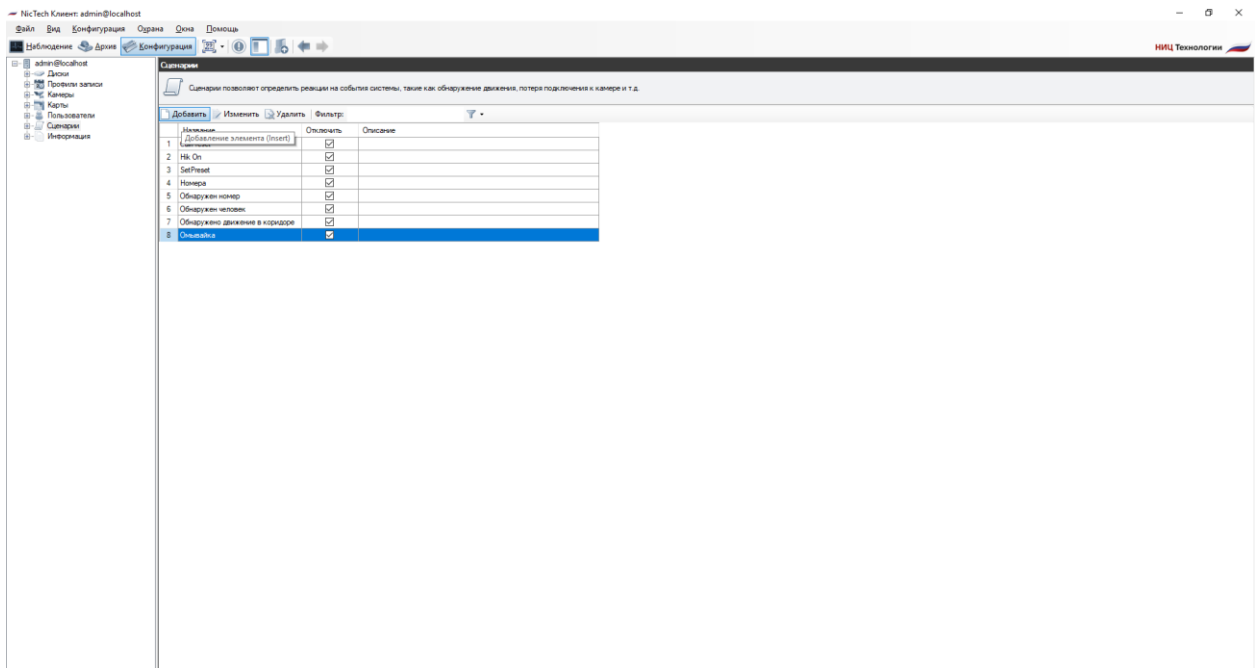 NicTech Клиент: admin@localhost
Файл Вид Конфигурация Охрана Окна Помощь
Наблюдение Архив Конфигурация
НИЦ Технологии
admin@localhost
Диски
Профили записи
Камеры
Карты
Пользователи
Сценарии
Информация
Сценарии
Сценарии позволяют определить реакции на события системы, такие как обнаружение движения, потеря подключения к камере и т.д.
Добавить Изменить Удалить Фильтр:
Название Отключить Описание
Добавление элемента (Insert)
1
2 Hik On
3 SetPreset
4 Номера
5 Обнаружен номер
6 Обнаружен человек
7 Обнаружено движение в коридоре
8 Омывайка